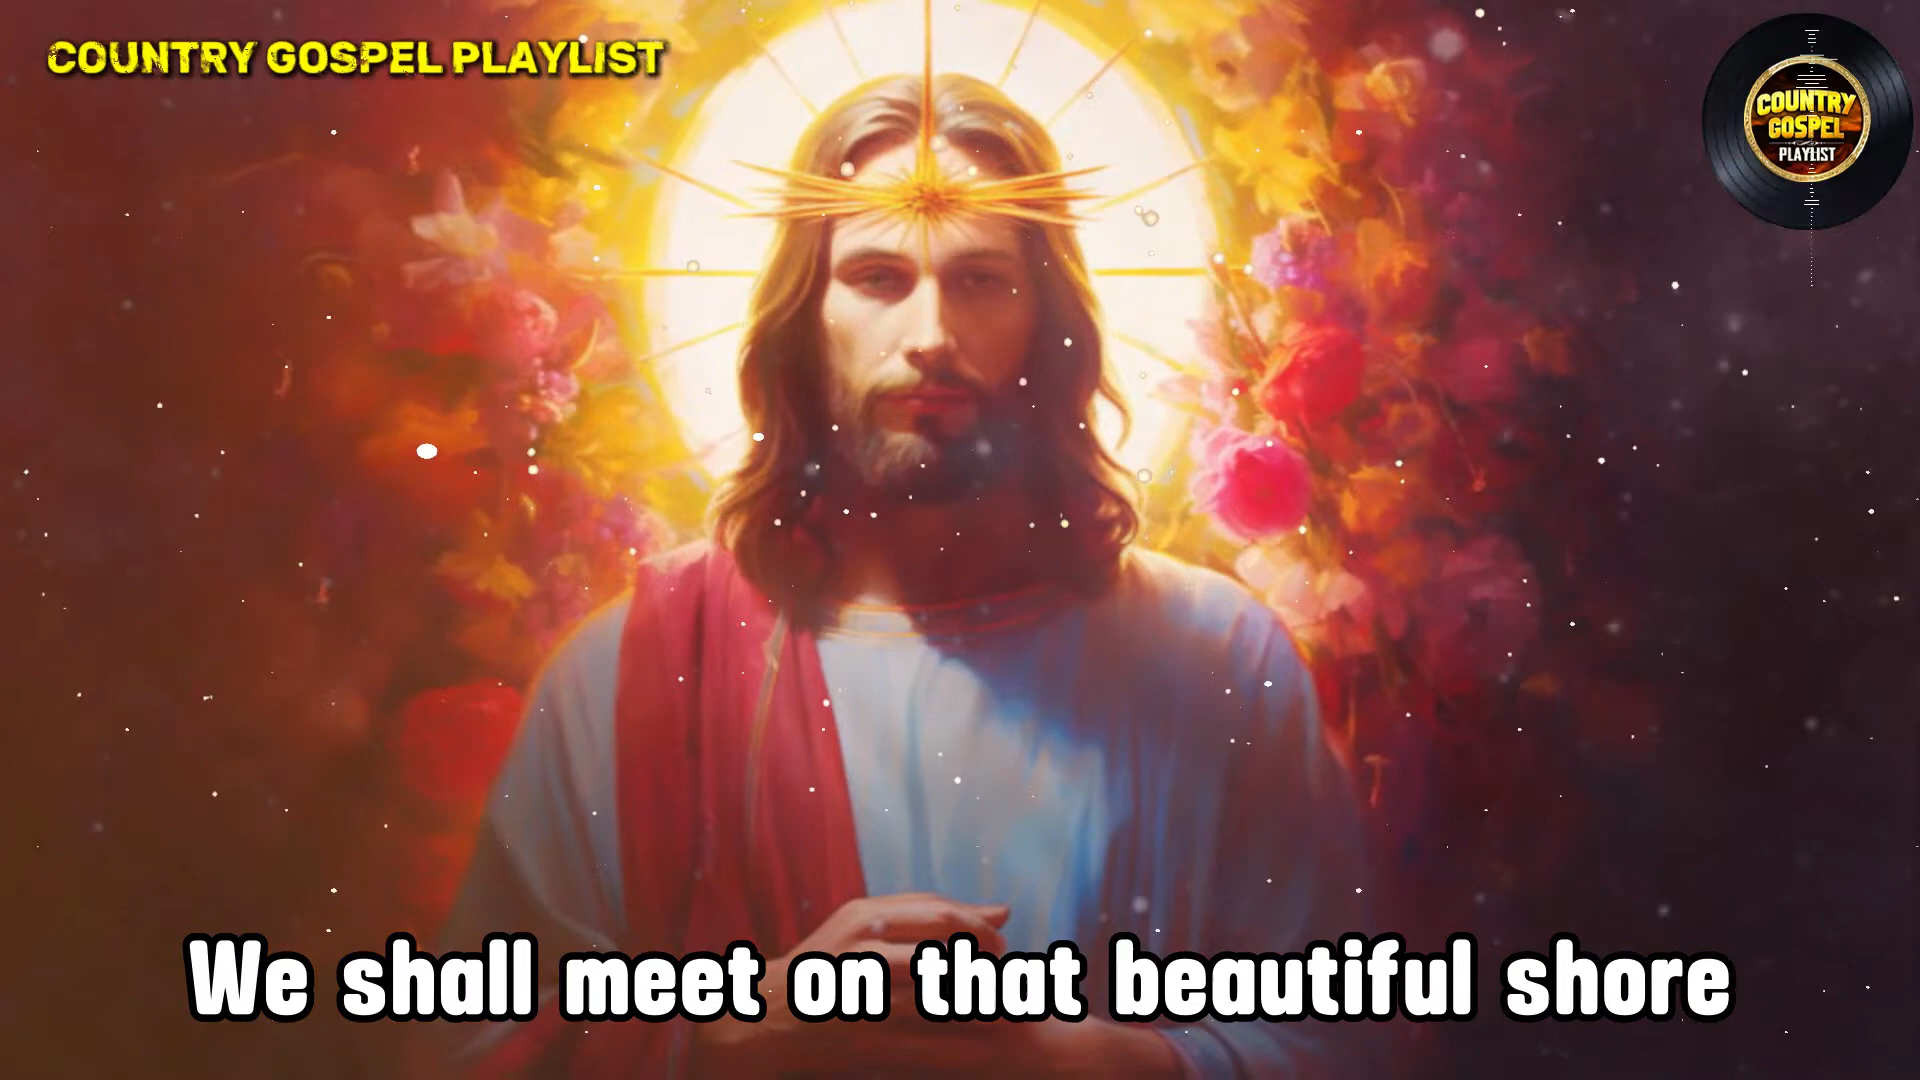 COUNTRY GOSPEL PLAYLIST
COUNTRY
GOSPEL
PLAYLIST
We shall meet on that beautiful shore